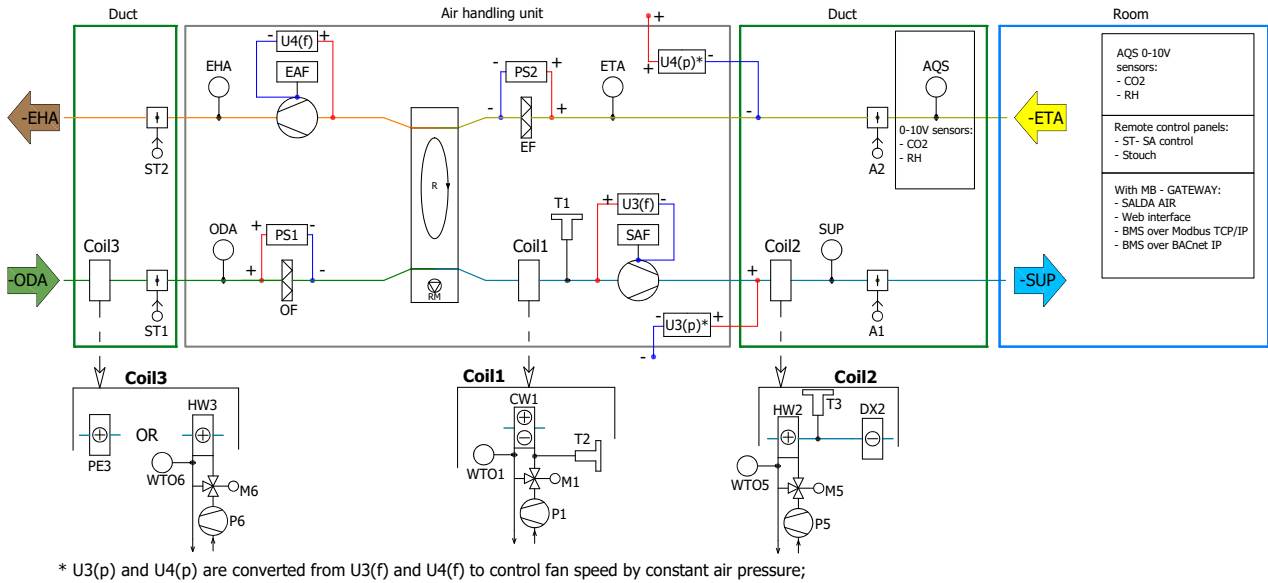 Duct
Air handling unit
Duct
Room
U4(f)
- +
EAF
EHA
PS2
- +
- +
EF
ETA
+
+ U4(p)* -
-
AQS
0-10V sensors:
- CO2
- RH
AQS 0-10V
sensors:
- CO2
- RH
-EHA
-ETA
ST2
A2
R
Remote control panels:
- ST- SA control
- Stouch
With MB - GATEWAY:
- SALDA AIR
- Web interface
- BMS over Modbus TCP/IP
- BMS over BACnet IP
T1
+ U3(f) -
SAF
ODA
+ PS1 -
+ -
OF
Coil3
Coil1
Coil2
SUP
+
-ODA
-SUP
RM
ST1
A1
- U3(p)* +
-
Coil3
Coil1
Coil2
PE3
OR
HW3
WTO6
M6
P6
CW1
T2
WTO1
M1
P1
HW2
T3
DX2
WTO5
M5
P5
* U3(p) and U4(p) are converted from U3(f) and U4(f) to control fan speed by constant air pressure;